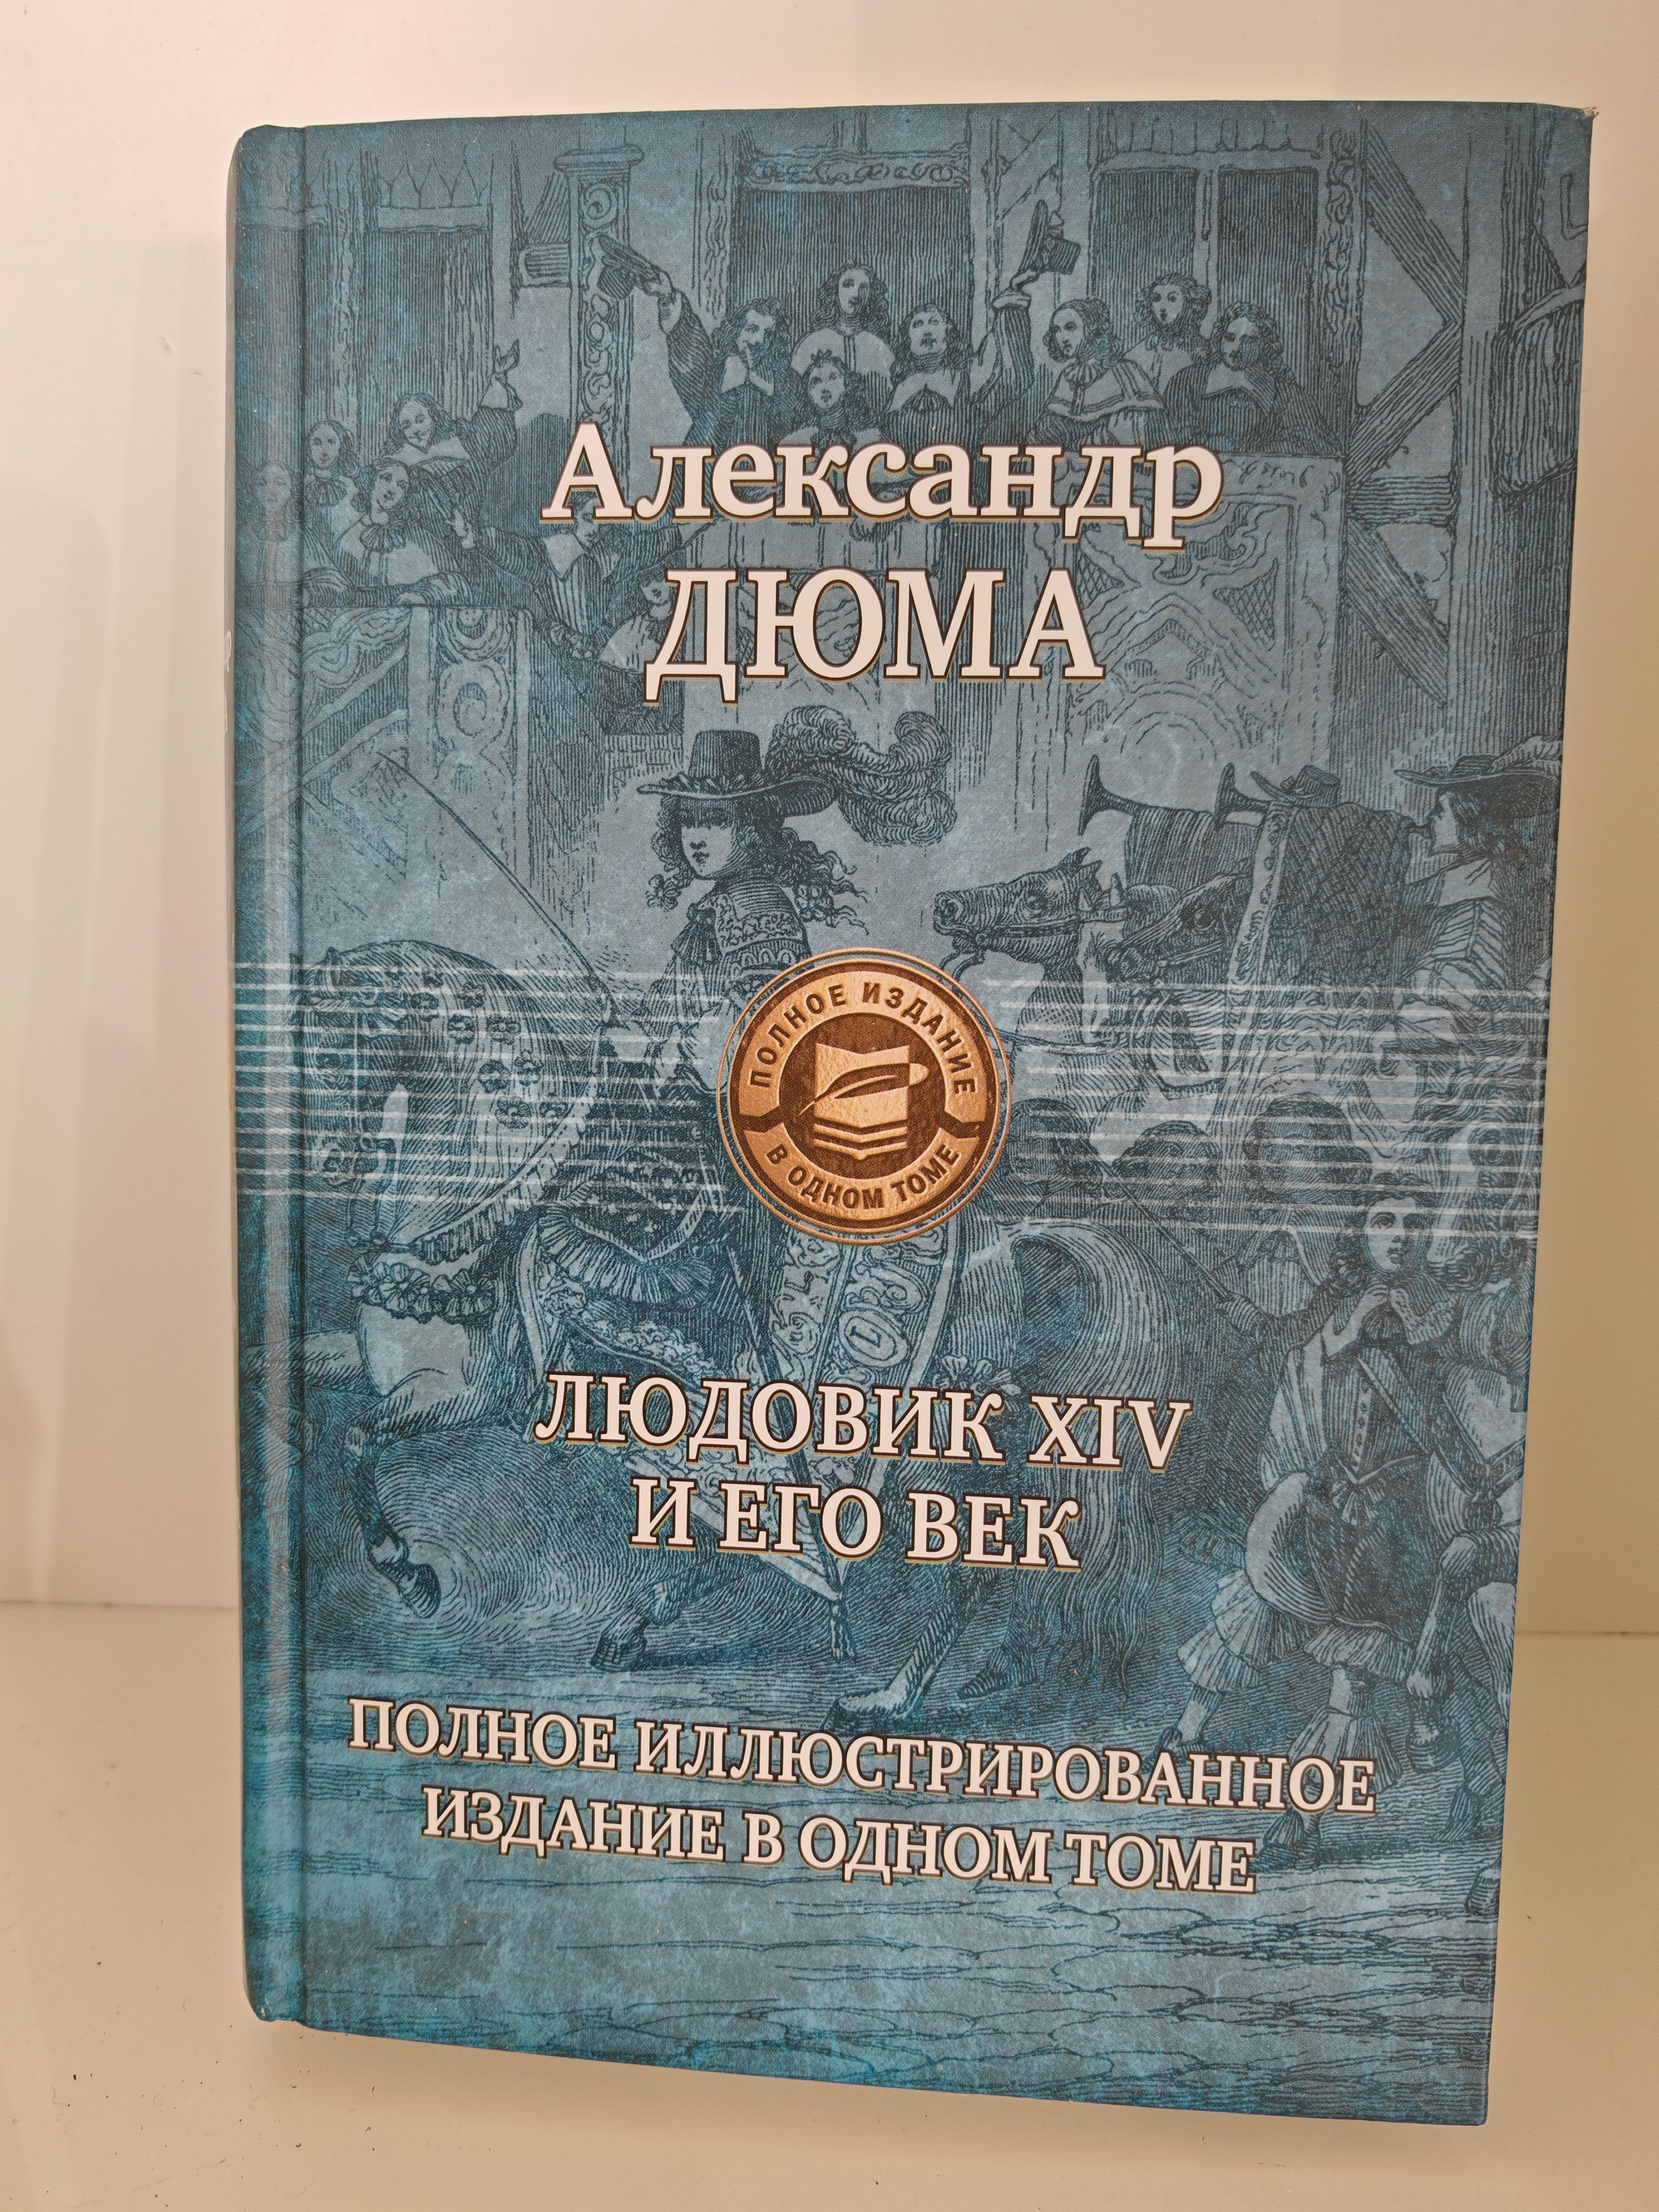 Александр
ДЮМА
ПОЛНОЕ ИЗДАНИЕ
В ОДНОМ ТОМЕ
ЛЮДОВИК XIV
И ЕГО ВЕК
ПОЛНОЕ ИЛЛЮСТРИРОВАННОЕ
ИЗДАНИЕ В ОДНОМ ТОМЕ